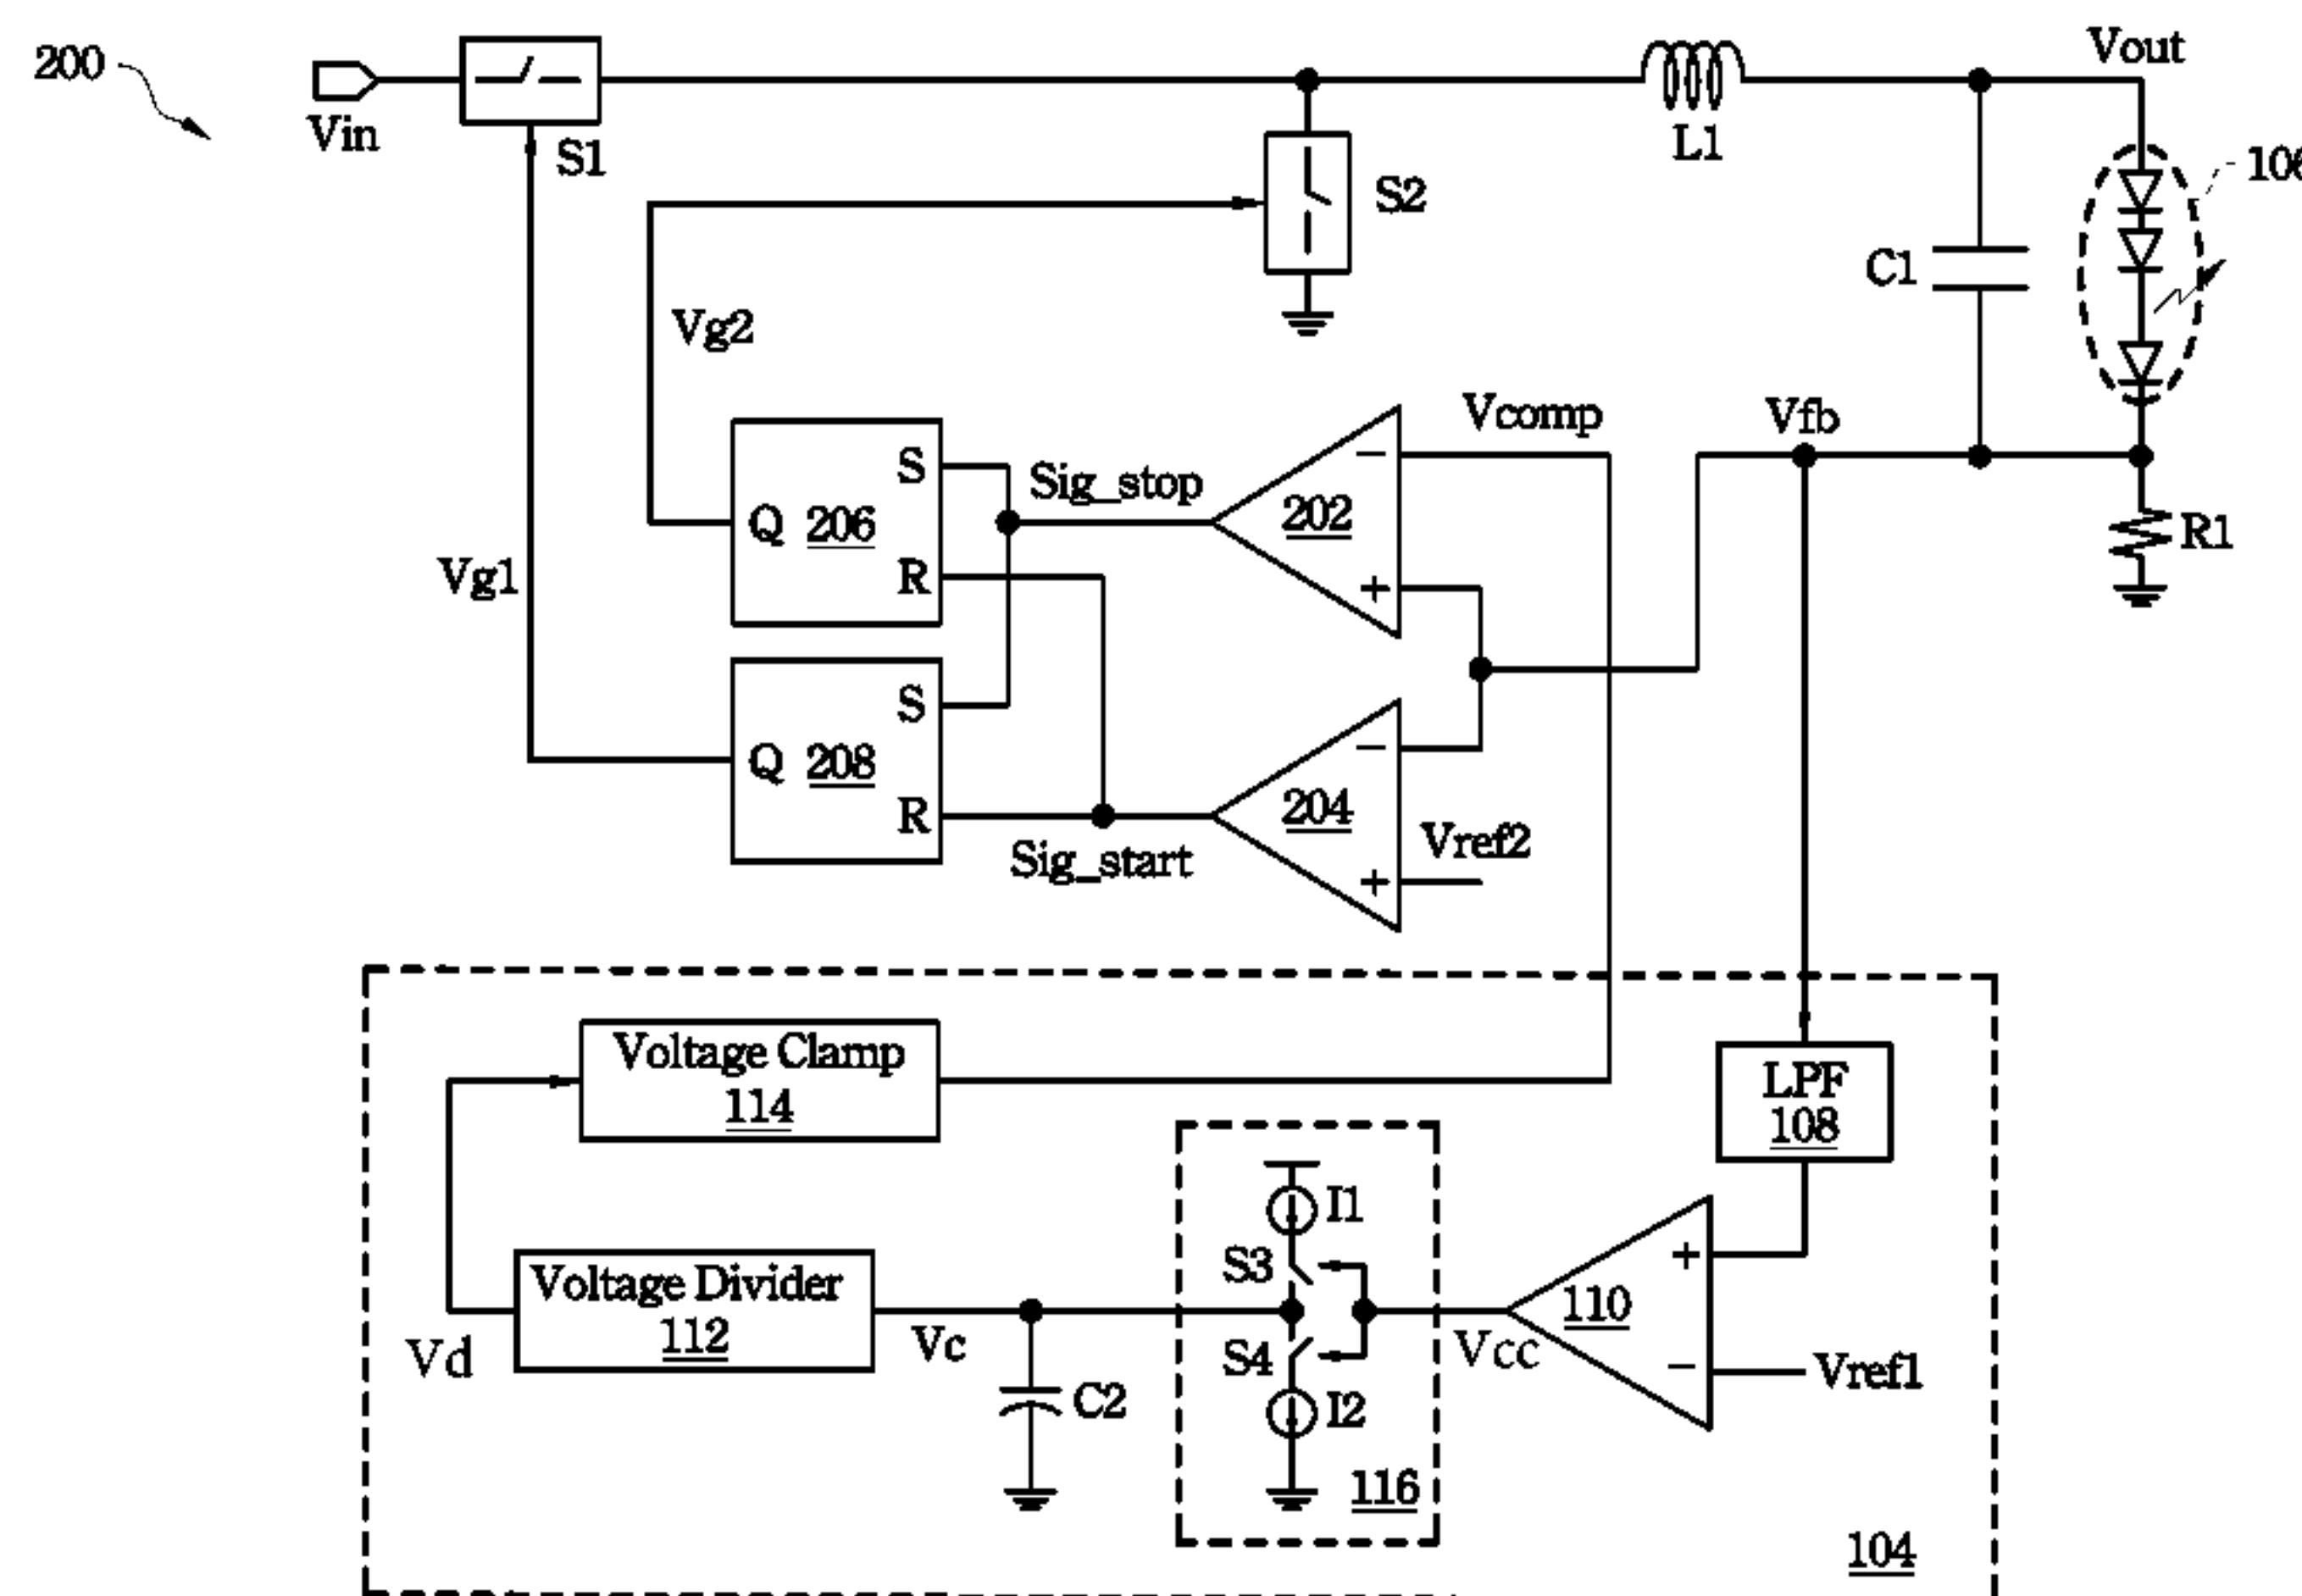 200
Vin
S1
L1
Vout
S2
C1
Vg2
Vcomp
Vfb
R1
Vg1
S
Q 206
R
Sig_stop
−
202
+
S
Q 208
R
Sig_start
−
204
+
Vref2
Voltage Clamp
114
LPF
108
I1
S3
S4
I2
116
Voltage Divider
112
Vd
Vc
C2
Vcc
+
110
−
Vref1
104